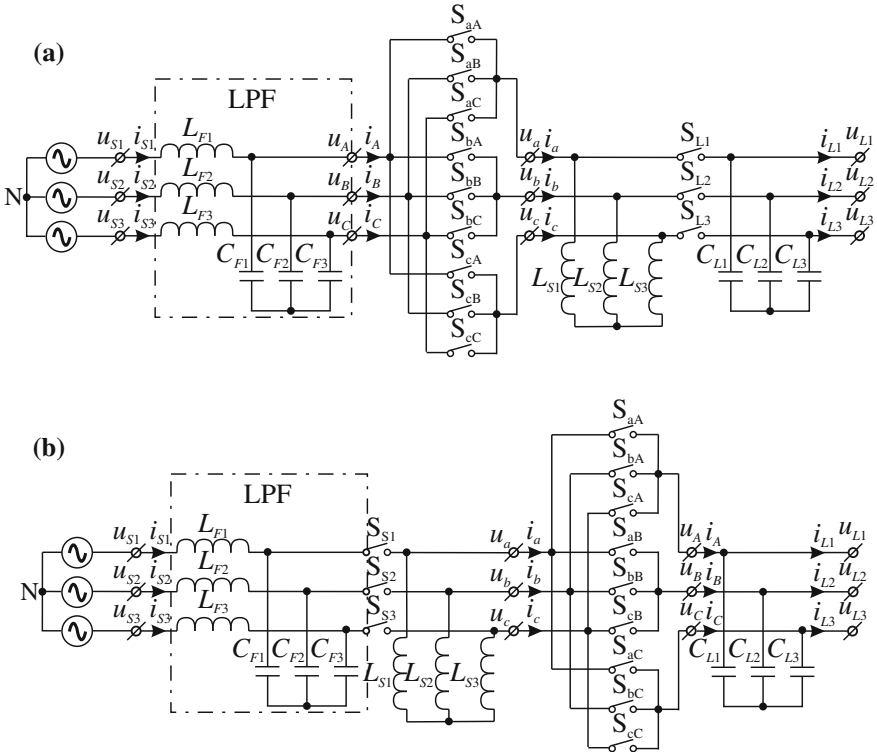 (a)
S_aA
S_aB
S_aC
LPF
u_S1 i_S1 L_F1 u_A i_A S_bA u_a i_a S_L1 i_L1 u_L1
N u_S2 i_S2 L_F2 u_B i_B S_bB u_b i_b S_L2 i_L2 u_L2
u_S3 i_S3 L_F3 u_C i_C S_bC u_c i_c S_L3 i_L3 u_L3
C_F1 C_F2 C_F3 S_cA L_S1 L_S2 L_S3 C_L1 C_L2 C_L3
S_cB
S_cC
(b)
S_aA
S_bA
S_cA
LPF
u_S1 i_S1 L_F1 S_S1 u_a i_a S_aB u_A i_A i_L1 u_L1
N u_S2 i_S2 L_F2 S_S2 u_b i_b S_bB u_B i_B i_L2 u_L2
u_S3 i_S3 L_F3 S_S3 u_c i_c S_cB u_C i_C i_L3 u_L3
C_F1 C_F2 C_F3 L_S1 L_S2 L_S3 S_aC C_L1 C_L2 C_L3
S_bC
S_cC